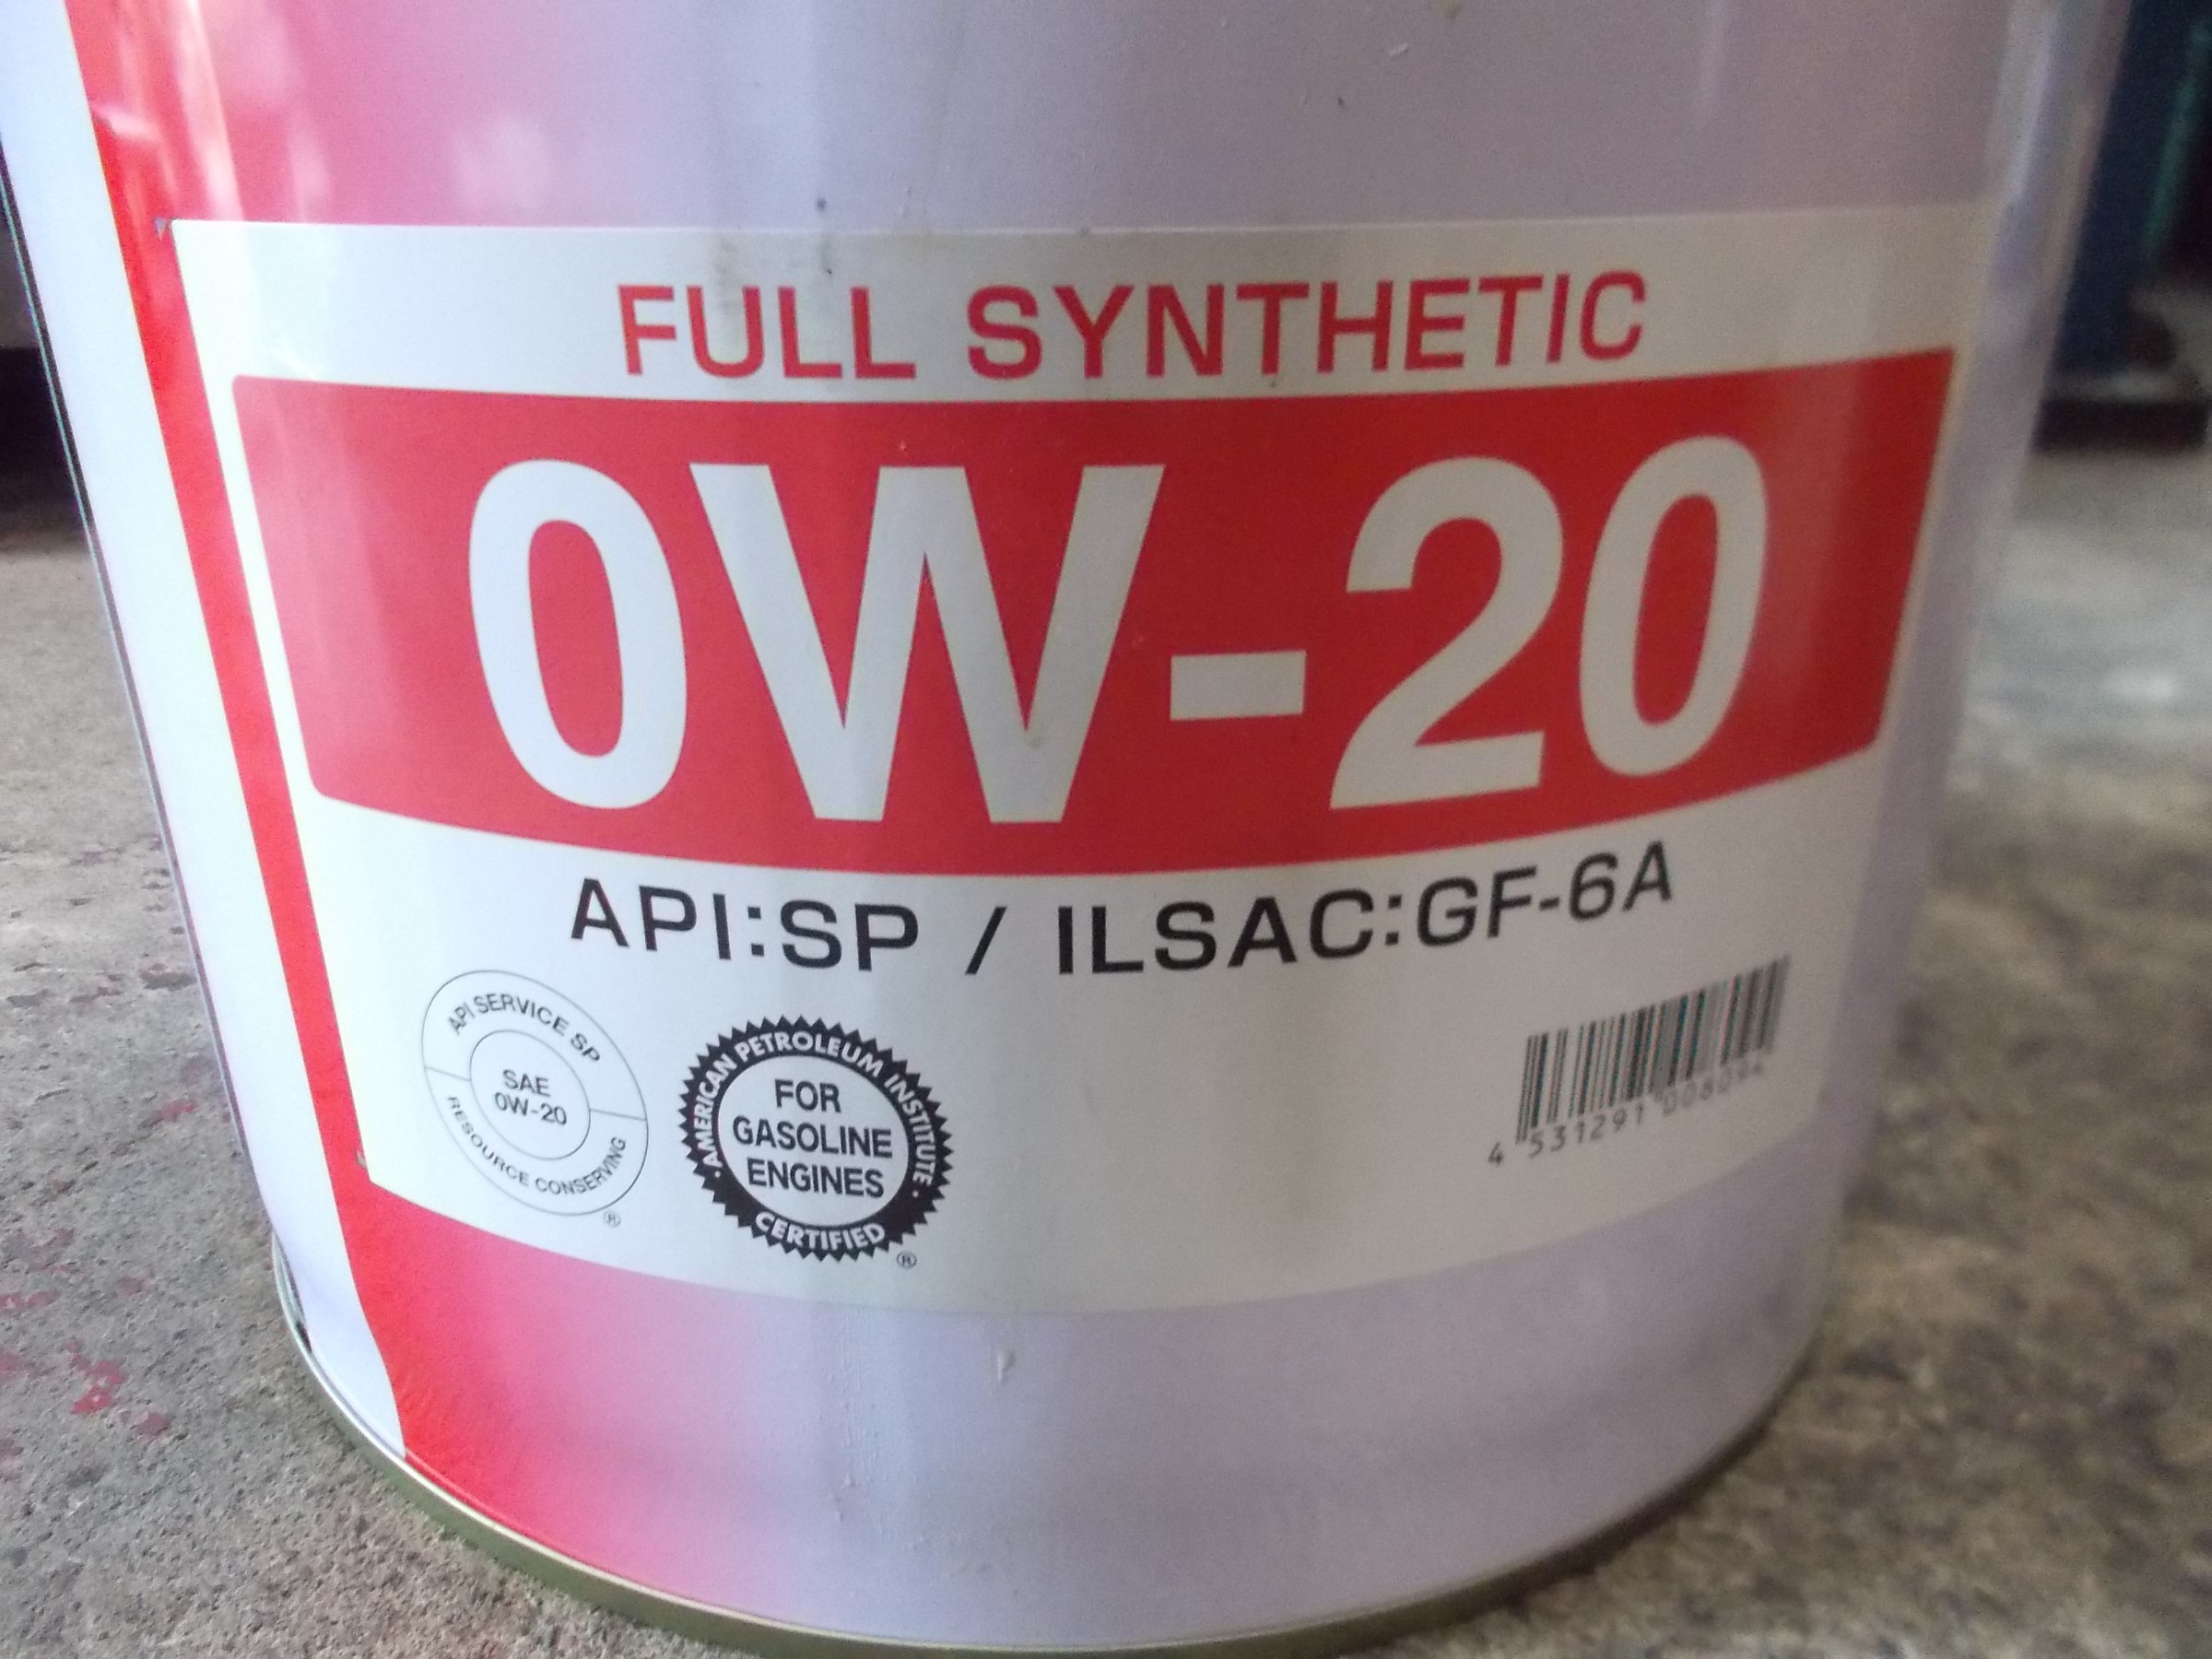 FULL SYNTHETIC
0W-20
API:SP / ILSAC:GF-6A
API SERVICE SP
SAE
0W-20
RESOURCE CONSERVING
®
AMERICAN PETROLEUM INSTITUTE
FOR
GASOLINE
ENGINES
CERTIFIED
®
4 531291 008094